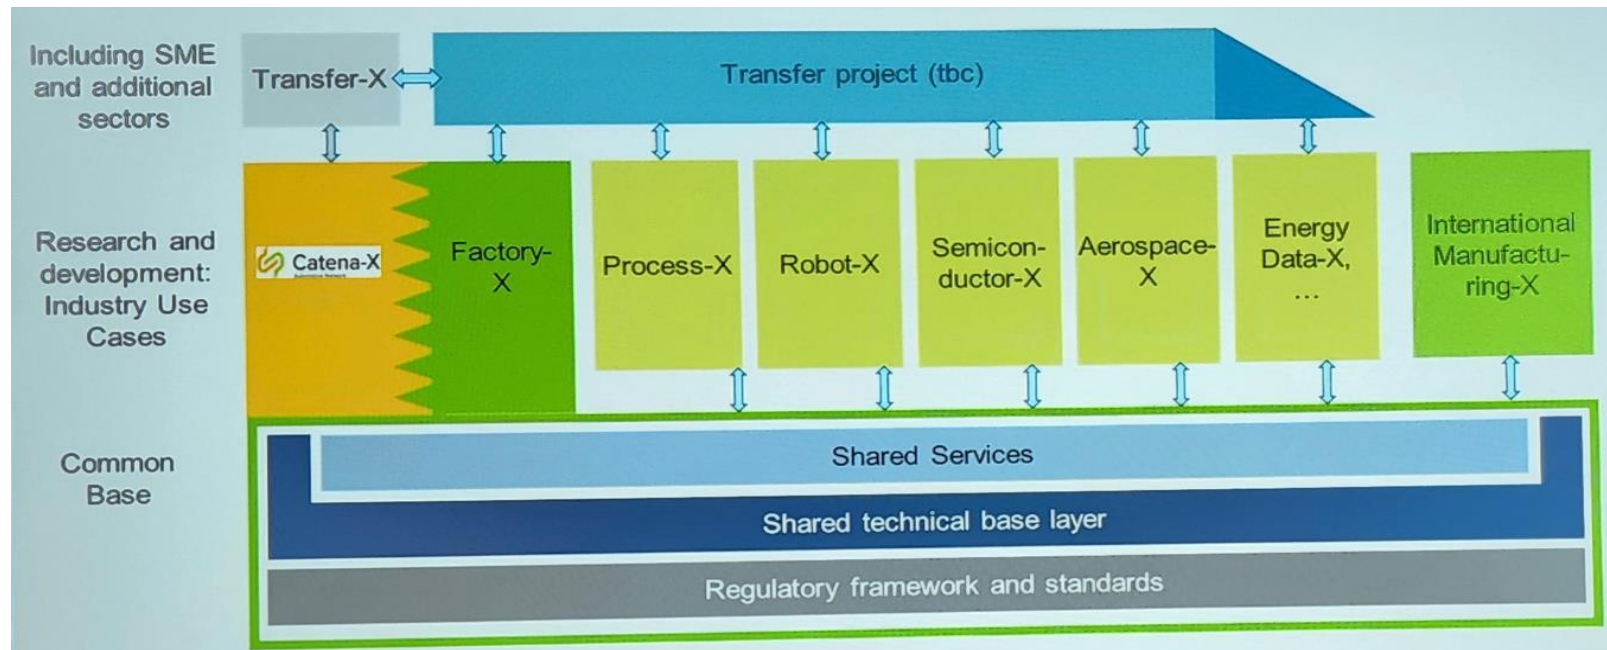 Including SME
and additional
sectors
Transfer-X
Transfer project (tbc)
Research and
development:
Industry Use
Cases
Catena-X
Factory-
X
Process-X
Robot-X
Semicon-
ductor-X
Aerospace-
X
Energy
Data-X,
...
International
Manufactu-
ring-X
Common
Base
Shared Services
Shared technical base layer
Regulatory framework and standards